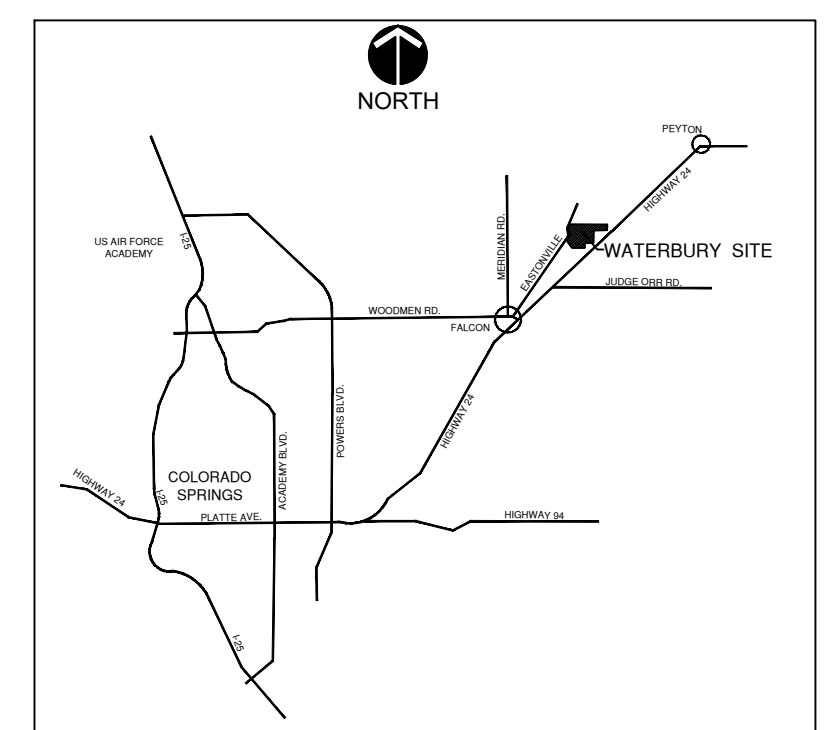 NORTH
PEYTON
HIGHWAY 24
US AIR FORCE
ACADEMY
I-25
MERIDIAN RD.
EASTONVILLE
WATERBURY SITE
JUDGE ORR RD.
WOODMEN RD.
FALCON
POWERS BLVD.
HIGHWAY 24
ACADEMY BLVD.
COLORADO
SPRINGS
HIGHWAY 24
I-25
PLATTE AVE.
HIGHWAY 94
I-25